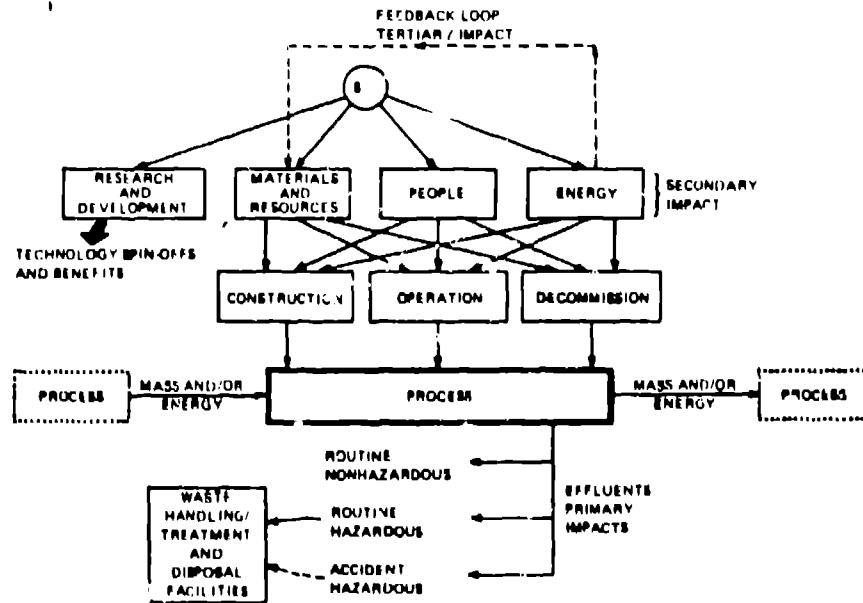 FEEDBACK LOOP
TERTIARY IMPACT
RESEARCH
AND
DEVELOPMENT
MATERIALS
AND
RESOURCES
PEOPLE
ENERGY
SECONDARY
IMPACT
TECHNOLOGY SPIN-OFFS
AND BENEFITS
CONSTRUCTION
OPERATION
DECOMMISSION
PROCESS
MASS AND/OR
ENERGY
PROCESS
MASS AND/OR
ENERGY
PROCESS
ROUTINE
NONHAZARDOUS
EFFLUENTS
PRIMARY
IMPACTS
WASTE
HANDLING/
TREATMENT
AND
DISPOSAL
FACILITIES
ROUTINE
HAZARDOUS
ACCIDENT
HAZARDOUS